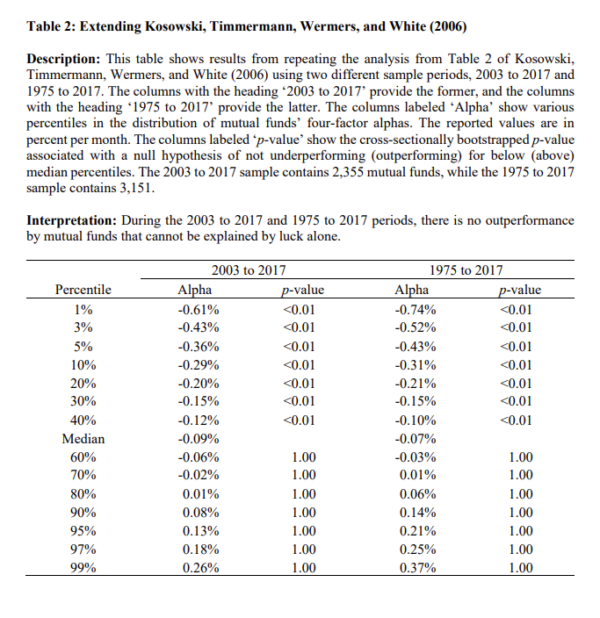 Table 2: Extending Kosowski, Timmermann, Wermers, and White (2006)
Description: This table shows results from repeating the analysis from Table 2 of Kosowski,
Timmermann, Wermers, and White (2006) using two different sample periods, 2003 to 2017 and
1975 to 2017. The columns with the heading ‘2003 to 2017’ provide the former, and the columns
with the heading ‘1975 to 2017’ provide the latter. The columns labeled ‘Alpha’ show various
percentiles in the distribution of mutual funds’ four-factor alphas. The reported values are in
percent per month. The columns labeled ‘p-value’ show the cross-sectionally bootstrapped p-value
associated with a null hypothesis of not underperforming (outperforming) for below (above)
median percentiles. The 2003 to 2017 sample contains 2,355 mutual funds, while the 1975 to 2017
sample contains 3,151.
Interpretation: During the 2003 to 2017 and 1975 to 2017 periods, there is no outperformance
by mutual funds that cannot be explained by luck alone.
2003 to 2017 1975 to 2017
Percentile Alpha p-value Alpha p-value
1% -0.61% <0.01 -0.74% <0.01
3% -0.43% <0.01 -0.52% <0.01
5% -0.36% <0.01 -0.43% <0.01
10% -0.29% <0.01 -0.31% <0.01
20% -0.20% <0.01 -0.21% <0.01
30% -0.15% <0.01 -0.15% <0.01
40% -0.12% <0.01 -0.10% <0.01
Median -0.09% -0.07%
60% -0.06% 1.00 -0.03% 1.00
70% -0.02% 1.00 0.01% 1.00
80% 0.01% 1.00 0.06% 1.00
90% 0.08% 1.00 0.14% 1.00
95% 0.13% 1.00 0.21% 1.00
97% 0.18% 1.00 0.25% 1.00
99% 0.26% 1.00 0.37% 1.00